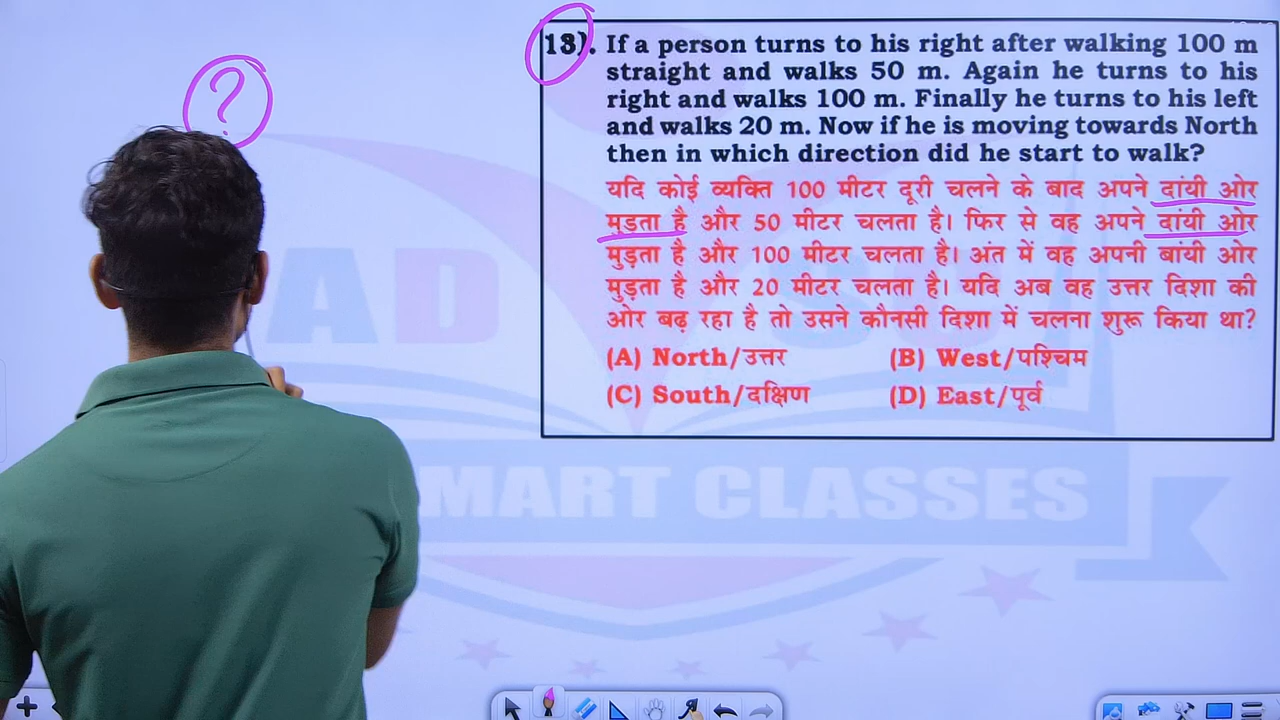 ?
13). If a person turns to his right after walking 100 m
straight and walks 50 m. Again he turns to his
right and walks 100 m. Finally he turns to his left
and walks 20 m. Now if he is moving towards North
then in which direction did he start to walk?
यदि कोई व्यक्ति 100 मीटर दूरी चलने के बाद अपने दांयी ओर
मुड़ता है और 50 मीटर चलता है। फिर से वह अपने दांयी ओर
मुड़ता है और 100 मीटर चलता है। अंत में वह अपनी बांयी ओर
मुड़ता है और 20 मीटर चलता है। यदि अब वह उत्तर दिशा की
ओर बढ़ रहा है तो उसने कौनसी दिशा में चलना शुरू किया था?
(A) North/उत्तर (B) West/पश्चिम
(C) South/दक्षिण (D) East/पूर्व
AD
MART CLASSES